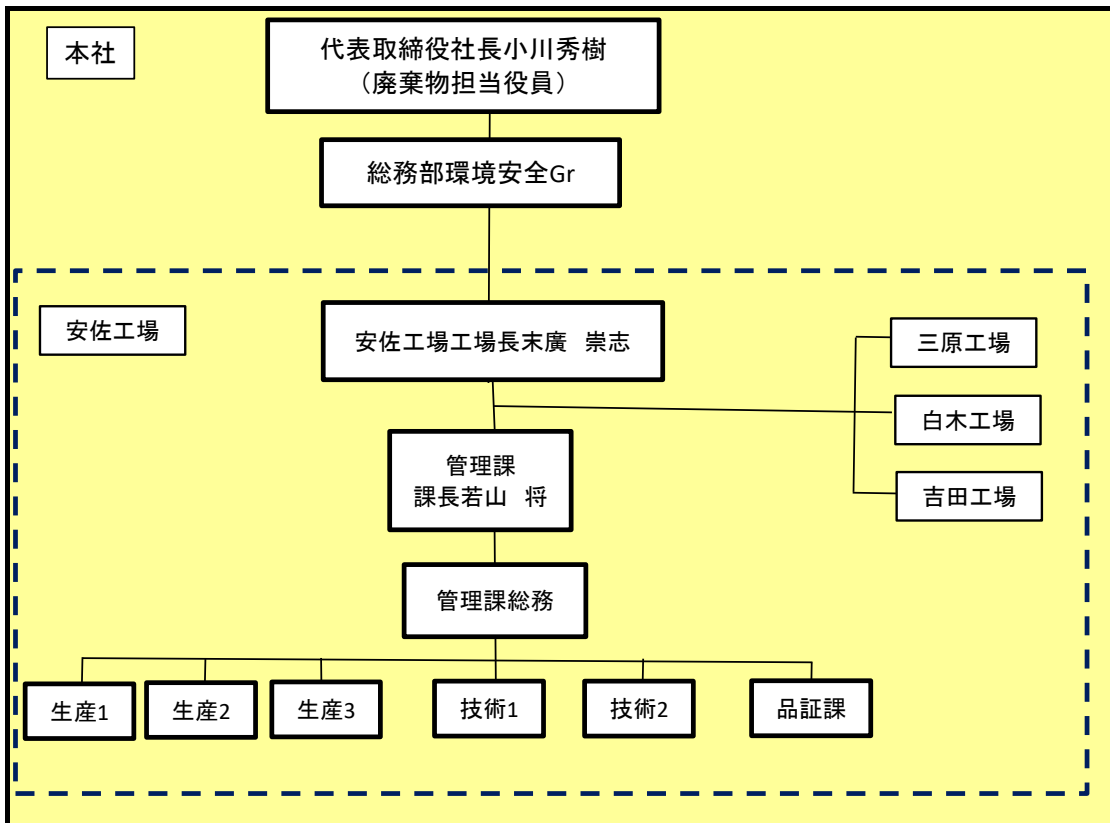 本社
代表取締役社長小川秀樹
（廃棄物担当役員）
総務部環境安全Gr
安佐工場
安佐工場工場長末廣　崇志
三原工場
白木工場
管理課
課長若山　将
吉田工場
管理課総務
生産1
生産2
生産3
技術1
技術2
品証課